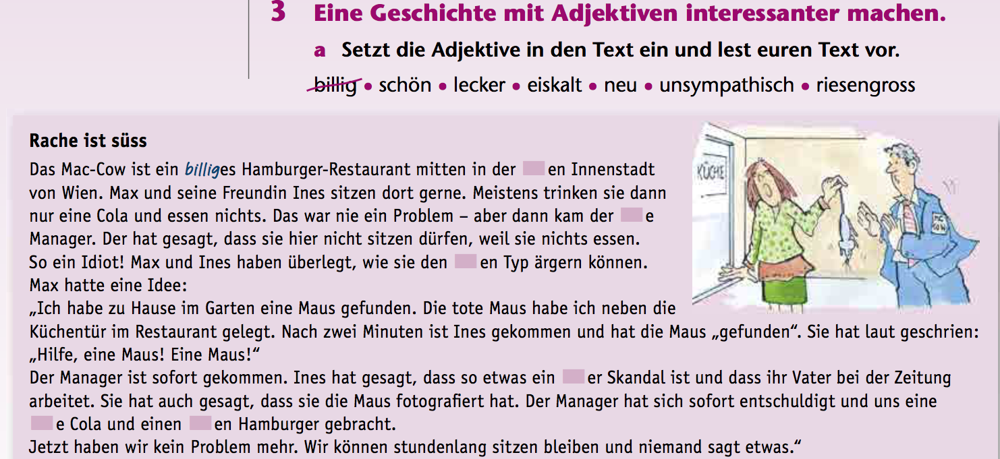 3 Eine Geschichte mit Adjektiven interessanter machen.
a Setzt die Adjektive in den Text ein und lest euren Text vor.
billig • schön • lecker • eiskalt • neu • unsympathisch • riesengross
Rache ist süss
Das Mac-Cow ist ein billiges Hamburger-Restaurant mitten in der en Innenstadt
von Wien. Max und seine Freundin Ines sitzen dort gerne. Meistens trinken sie dann
nur eine Cola und essen nichts. Das war nie ein Problem – aber dann kam der e
Manager. Der hat gesagt, dass sie hier nicht sitzen dürfen, weil sie nichts essen.
So ein Idiot! Max und Ines haben überlegt, wie sie den en Typ ärgern können.
Max hatte eine Idee:
„Ich habe zu Hause im Garten eine Maus gefunden. Die tote Maus habe ich neben die
Küchentür im Restaurant gelegt. Nach zwei Minuten ist Ines gekommen und hat die Maus „gefunden“. Sie hat laut geschrien:
„Hilfe, eine Maus! Eine Maus!“
Der Manager ist sofort gekommen. Ines hat gesagt, dass so etwas ein er Skandal ist und dass ihr Vater bei der Zeitung
arbeitet. Sie hat auch gesagt, dass sie die Maus fotografiert hat. Der Manager hat sich sofort entschuldigt und uns eine
e Cola und einen en Hamburger gebracht.
Jetzt haben wir kein Problem mehr. Wir können stundenlang sitzen bleiben und niemand sagt etwas.“
KÜCHE